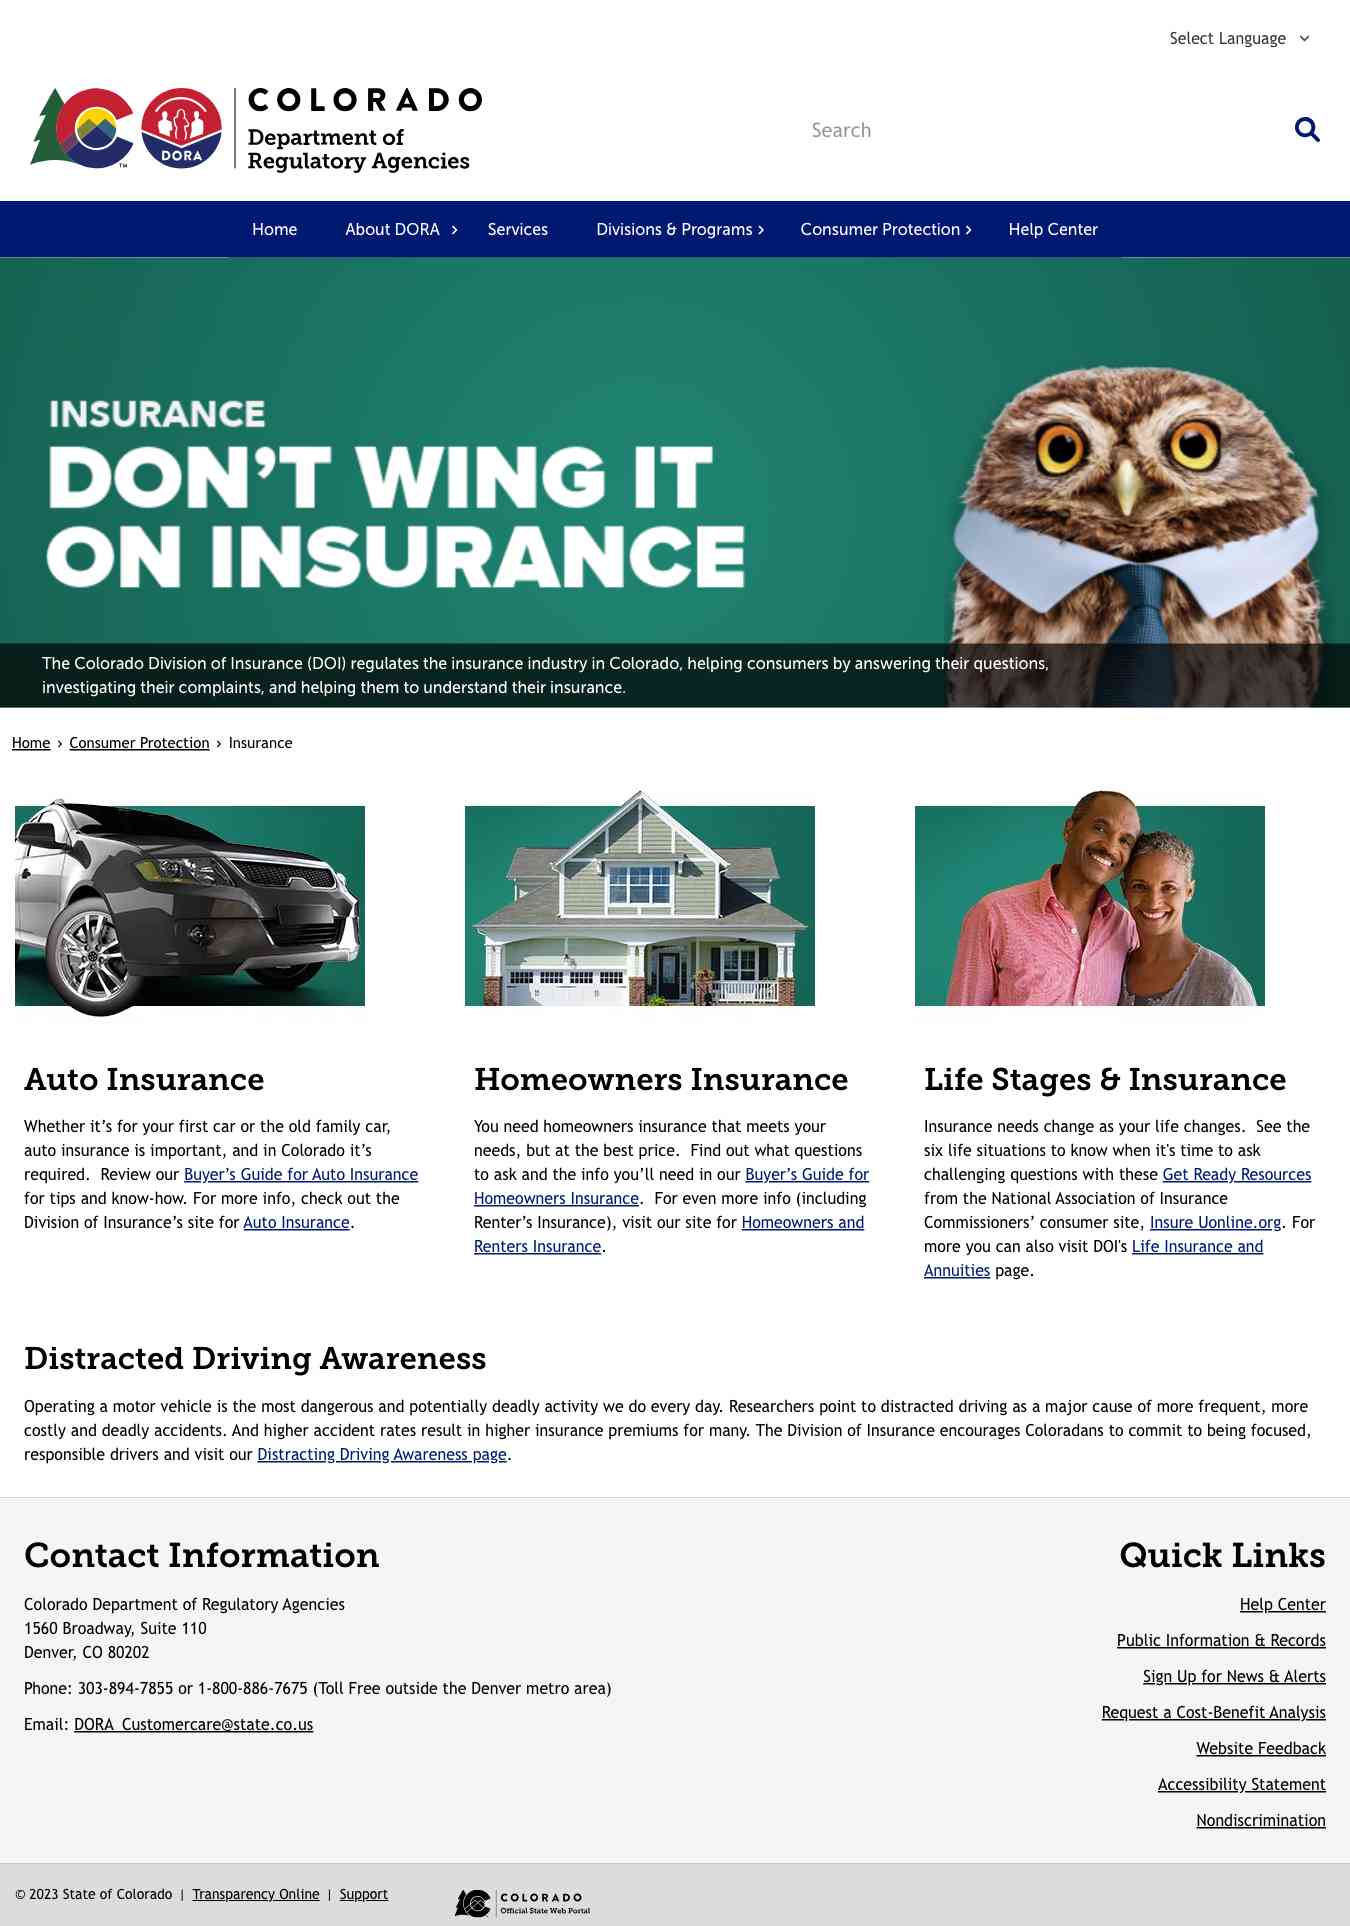 Select Language
COLORADO
Department of
Regulatory Agencies
DORA
TM
Search
Home About DORA Services Divisions & Programs Consumer Protection Help Center
INSURANCE
DON’T WING IT
ON INSURANCE
The Colorado Division of Insurance (DOI) regulates the insurance industry in Colorado, helping consumers by answering their questions,
investigating their complaints, and helping them to understand their insurance.
Home › Consumer Protection › Insurance
Auto Insurance
Whether it’s for your first car or the old family car,
auto insurance is important, and in Colorado it’s
required.  Review our Buyer’s Guide for Auto Insurance
for tips and know-how. For more info, check out the
Division of Insurance’s site for Auto Insurance.
Homeowners Insurance
You need homeowners insurance that meets your
needs, but at the best price.  Find out what questions
to ask and the info you’ll need in our Buyer’s Guide for
Homeowners Insurance.  For even more info (including
Renter’s Insurance), visit our site for Homeowners and
Renters Insurance.
Life Stages & Insurance
Insurance needs change as your life changes.  See the
six life situations to know when it's time to ask
challenging questions with these Get Ready Resources
from the National Association of Insurance
Commissioners’ consumer site, Insure Uonline.org. For
more you can also visit DOI's Life Insurance and
Annuities page.
Distracted Driving Awareness
Operating a motor vehicle is the most dangerous and potentially deadly activity we do every day. Researchers point to distracted driving as a major cause of more frequent, more
costly and deadly accidents. And higher accident rates result in higher insurance premiums for many. The Division of Insurance encourages Coloradans to commit to being focused,
responsible drivers and visit our Distracting Driving Awareness page.
Contact Information
Colorado Department of Regulatory Agencies
1560 Broadway, Suite 110
Denver, CO 80202
Phone: 303-894-7855 or 1-800-886-7675 (Toll Free outside the Denver metro area)
Email: DORA_Customercare@state.co.us
Quick Links
Help Center
Public Information & Records
Sign Up for News & Alerts
Request a Cost-Benefit Analysis
Website Feedback
Accessibility Statement
Nondiscrimination
© 2023 State of Colorado | Transparency Online | Support
COLORADO
Official State Web Portal